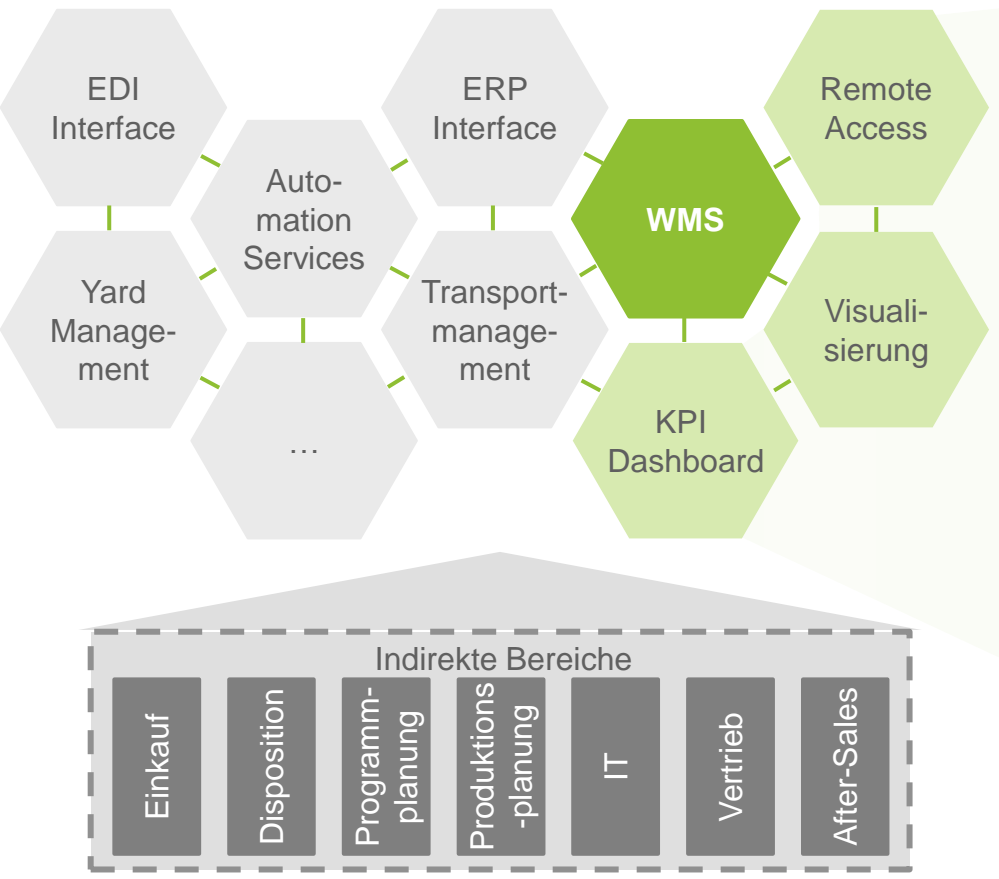 EDI
Interface
ERP
Interface
Remote
Access
Auto-
mation
Services
WMS
Yard
Manage-
ment
Transport-
manage-
ment
Visuali-
sierung
…
KPI
Dashboard
Indirekte Bereiche
Einkauf
Disposition
Programm-
planung
Produktions
-planung
IT
Vertrieb
After-Sales